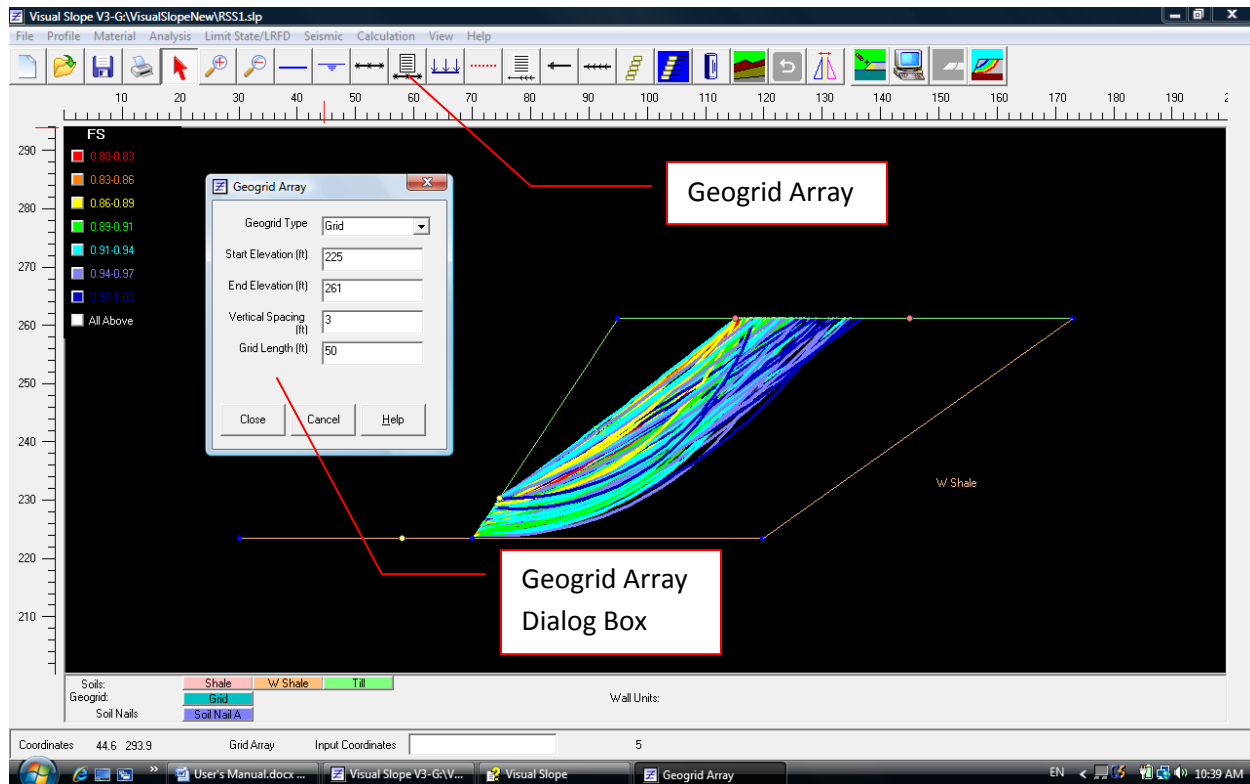 Visual Slope V3-G:\VisualSlopeNew\RSS1.slp
File Profile Material Analysis Limit State/LRFD Seismic Calculation View Help
10 20 30 40 50 60 70 80 90 100 110 120 130 140 150 160 170 180 190 2
FS
0.80-0.83
0.83-0.86
0.86-0.89
0.89-0.91
0.91-0.94
0.94-0.97
0.97-1.00
All Above
290
280
270
260
250
240
230
220
210
Geogrid Array
Geogrid Type Grid
Start Elevation (ft) 225
End Elevation (ft) 261
Vertical Spacing
(ft) 3
Grid Length (ft) 50
Close Cancel Help
Geogrid Array
W Shale
Geogrid Array
Dialog Box
Soils: Shale W Shale Till
Geogrid: Grid
Wall Units:
Soil Nails Soil Nail A
Coordinates 44.6 293.9 Grid Array Input Coordinates 5
User's Manual.docx ... Visual Slope V3-G:\V... Visual Slope Geogrid Array EN 10:39 AM